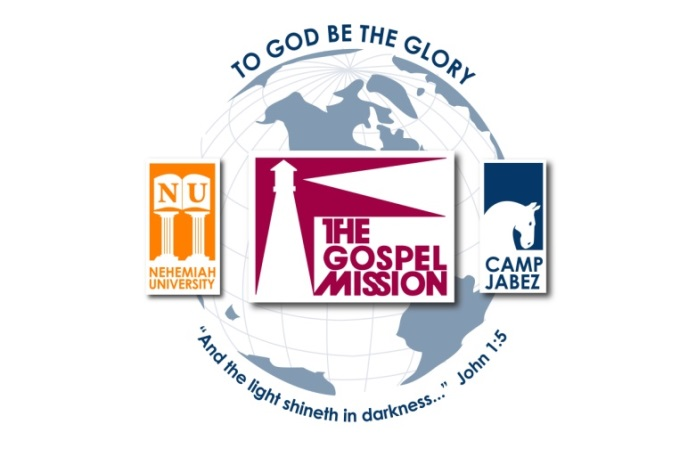 TO GOD BE THE GLORY
NU
NEHEMIAH
UNIVERSITY
THE
GOSPEL
MISSION
CAMP
JABEZ
“And the light shineth in darkness...” John 1:5